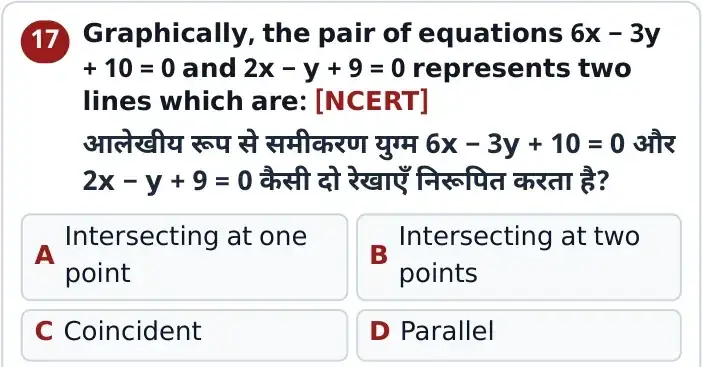 17 Graphically, the pair of equations 6x − 3y
+ 10 = 0 and 2x − y + 9 = 0 represents two
lines which are: [NCERT]
आलेखीय रूप से समीकरण युग्म 6x − 3y + 10 = 0 और
2x − y + 9 = 0 कैसी दो रेखाएँ निरूपित करता है?
A Intersecting at one
point
B Intersecting at two
points
C Coincident
D Parallel